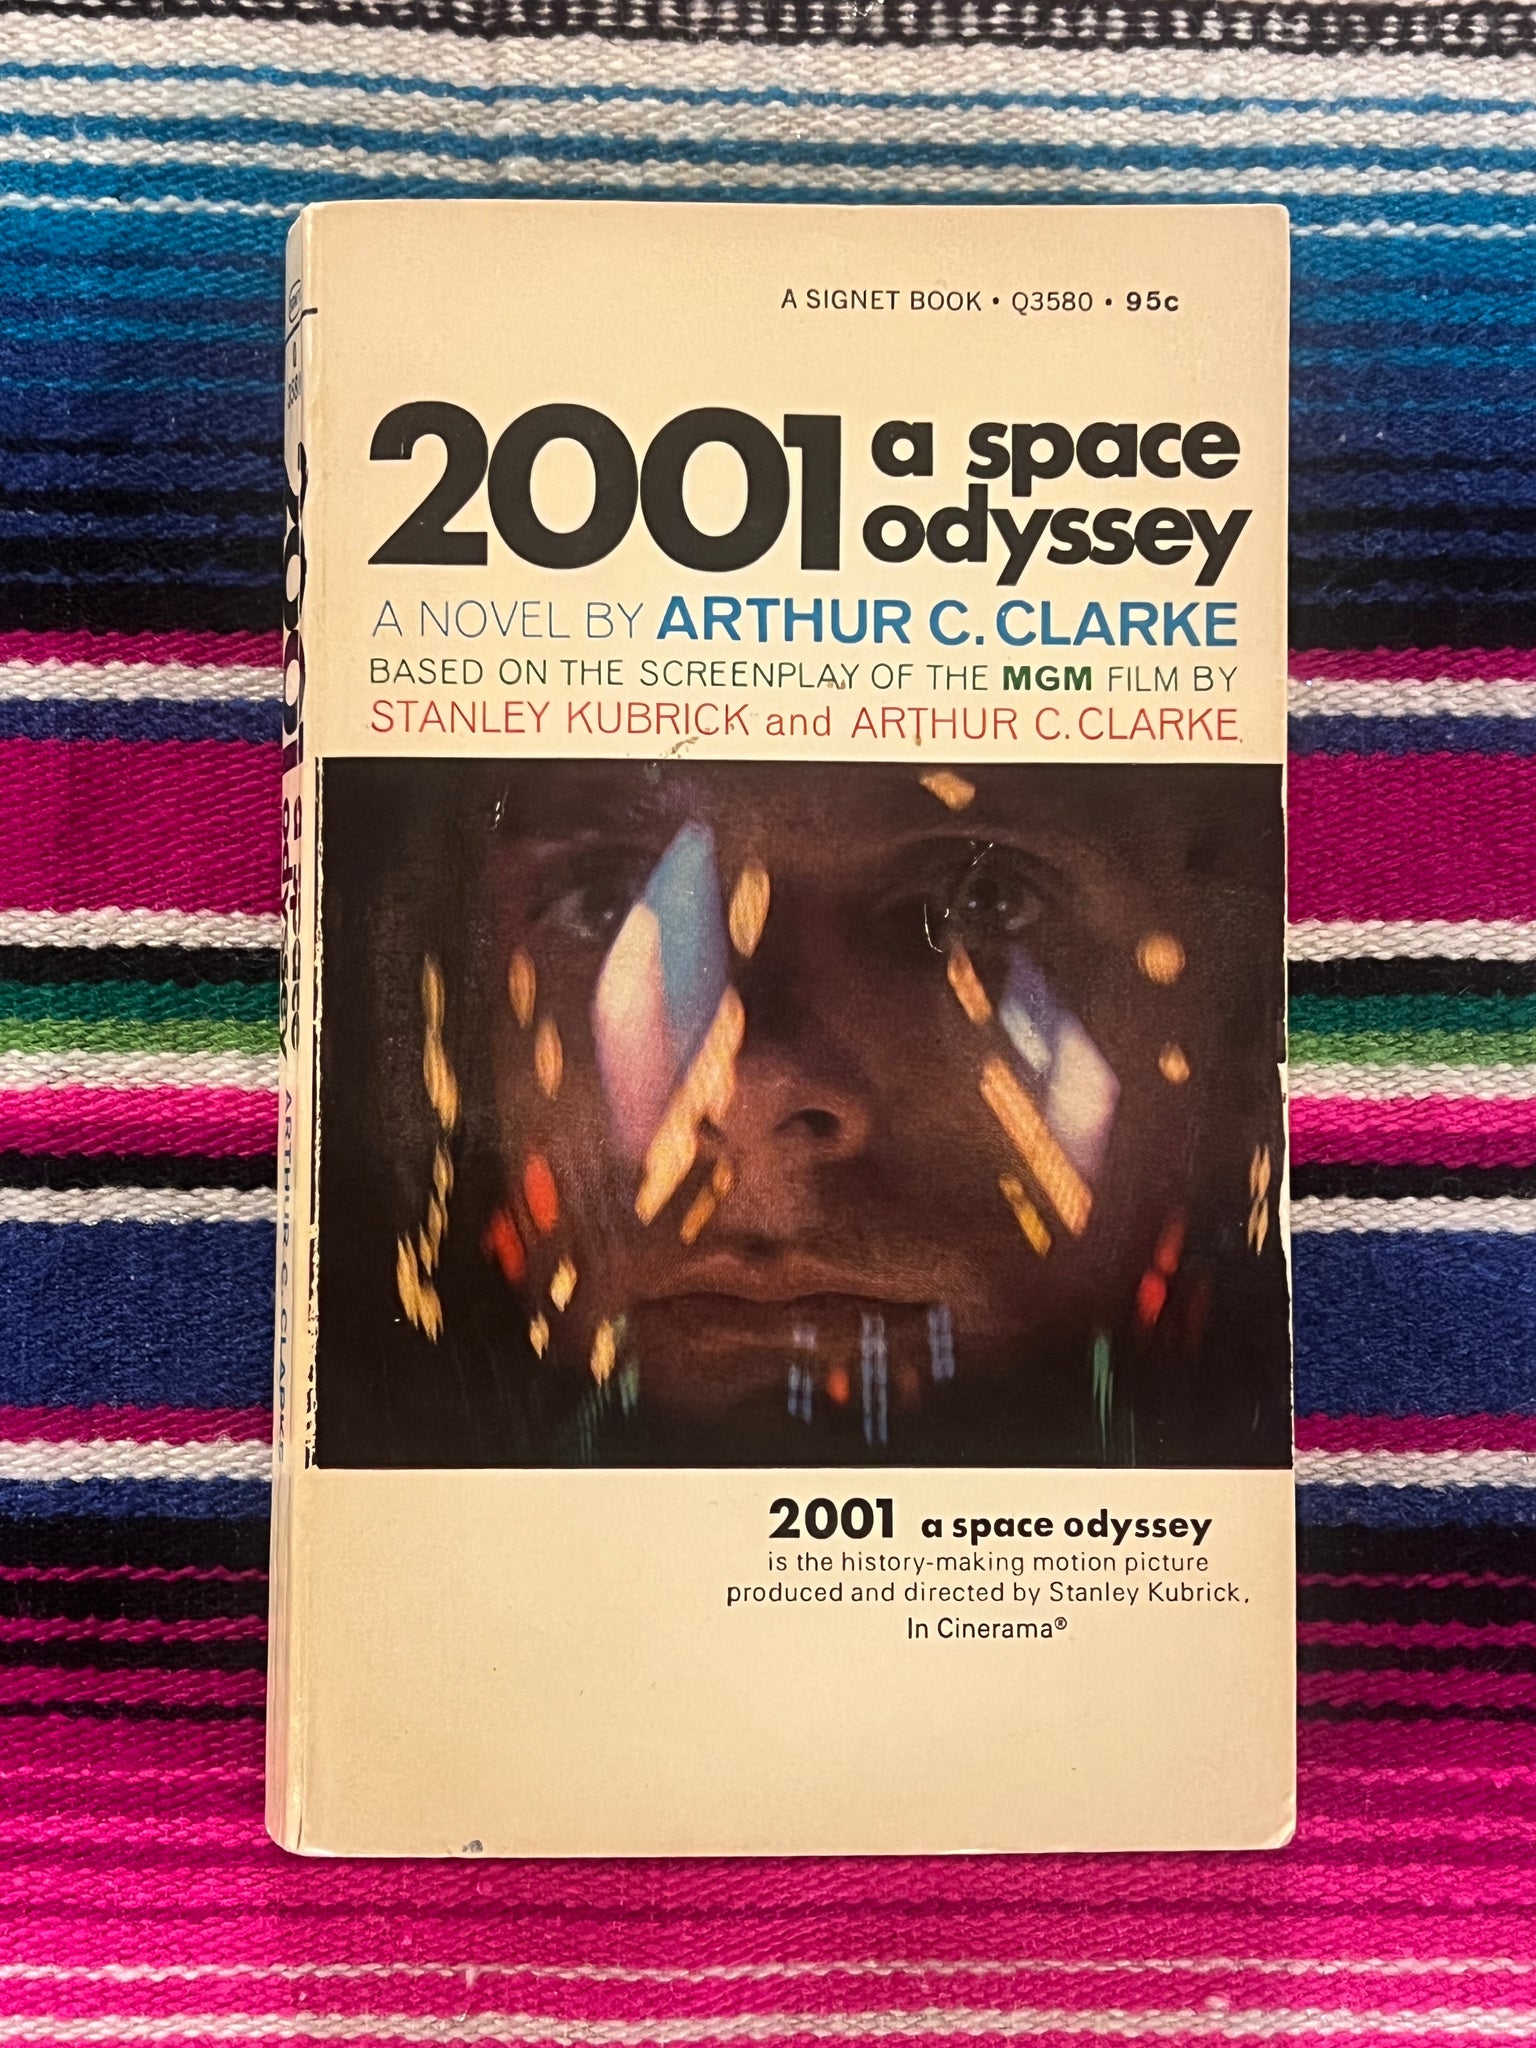 A SIGNET BOOK • Q3580 • 95c
2001 a space
odyssey
A NOVEL BY ARTHUR C. CLARKE
BASED ON THE SCREENPLAY OF THE MGM FILM BY
STANLEY KUBRICK and ARTHUR C. CLARKE.
2001 a space odyssey
is the history-making motion picture
produced and directed by Stanley Kubrick.
In Cinerama®
2001 a space
odyssey
ARTHUR C. CLARKE